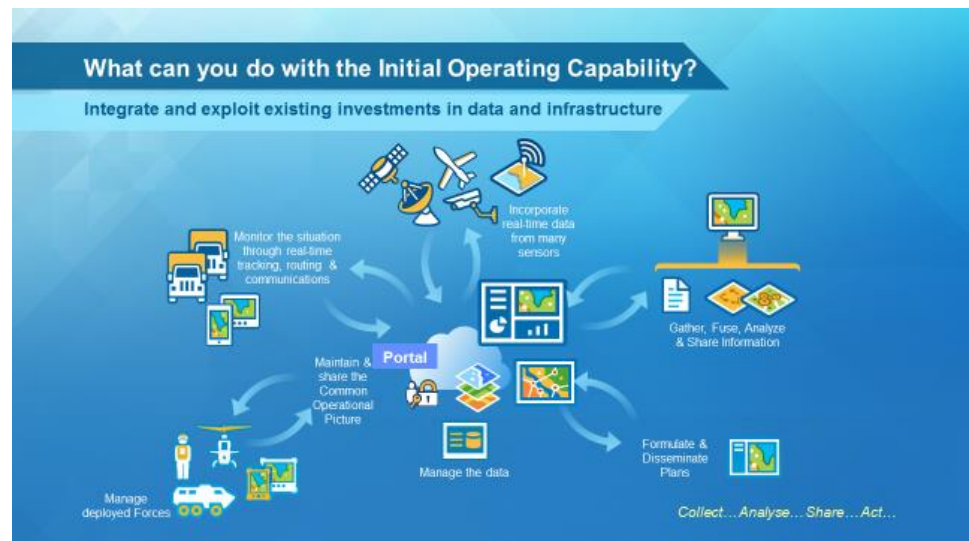 What can you do with the Initial Operating Capability?
Integrate and exploit existing investments in data and infrastructure
Incorporate
real-time data
from many
sensors
Monitor the situation
through real-time
tracking, routing &
communications
Gather, Fuse, Analyze
& Share Information
Portal
Maintain &
share the
Common
Operational
Picture
Manage the data
Formulate &
Disseminate
Plans
Manage
deployed Forces
Collect…Analyse…Share…Act…